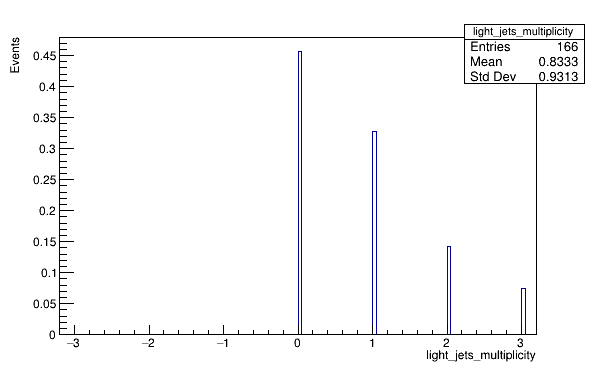 light_jets_multiplicity
Entries 166
Mean 0.8333
Std Dev 0.9313
Events
0.45
0.4
0.35
0.3
0.25
0.2
0.15
0.1
0.05
0
−3 −2 −1 0 1 2 3
light_jets_multiplicity